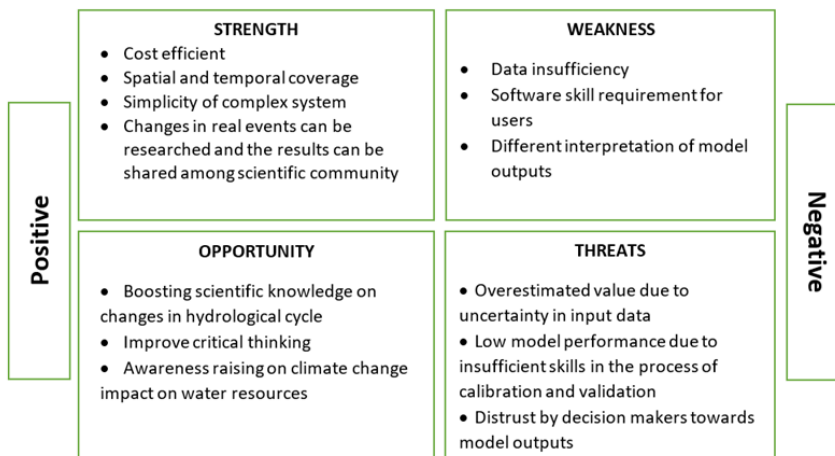 STRENGTH
• Cost efficient
• Spatial and temporal coverage
• Simplicity of complex system
• Changes in real events can be
researched and the results can be
shared among scientific community
WEAKNESS
• Data insufficiency
• Software skill requirement for
users
• Different interpretation of model
outputs
Positive
Negative
OPPORTUNITY
• Boosting scientific knowledge on
changes in hydrological cycle
• Improve critical thinking
• Awareness raising on climate change
impact on water resources
THREATS
• Overestimated value due to
uncertainty in input data
• Low model performance due to
insufficient skills in the process of
calibration and validation
• Distrust by decision makers towards
model outputs